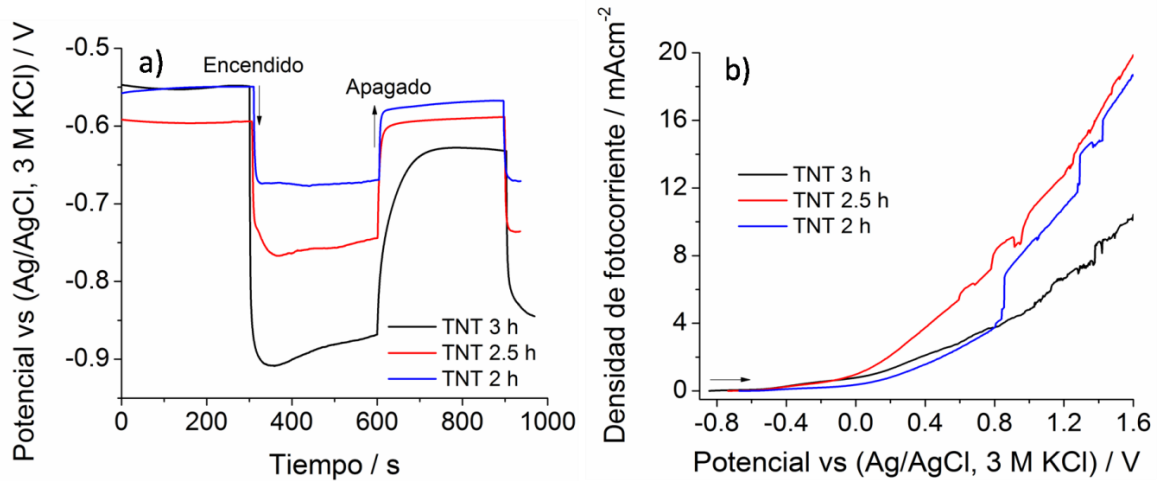 a)
Encendido
Apagado
-0.5
-0.6
-0.7
-0.8
-0.9
Potencial vs (Ag/AgCl, 3 M KCl) / V
TNT 3 h
TNT 2.5 h
TNT 2 h
0 200 400 600 800 1000
Tiempo / s
b)
20
16
12
8
4
0
Densidad de fotocorriente / mAcm-2
TNT 3 h
TNT 2.5 h
TNT 2 h
-0.8 -0.4 0.0 0.4 0.8 1.2 1.6
Potencial vs (Ag/AgCl, 3 M KCl) / V